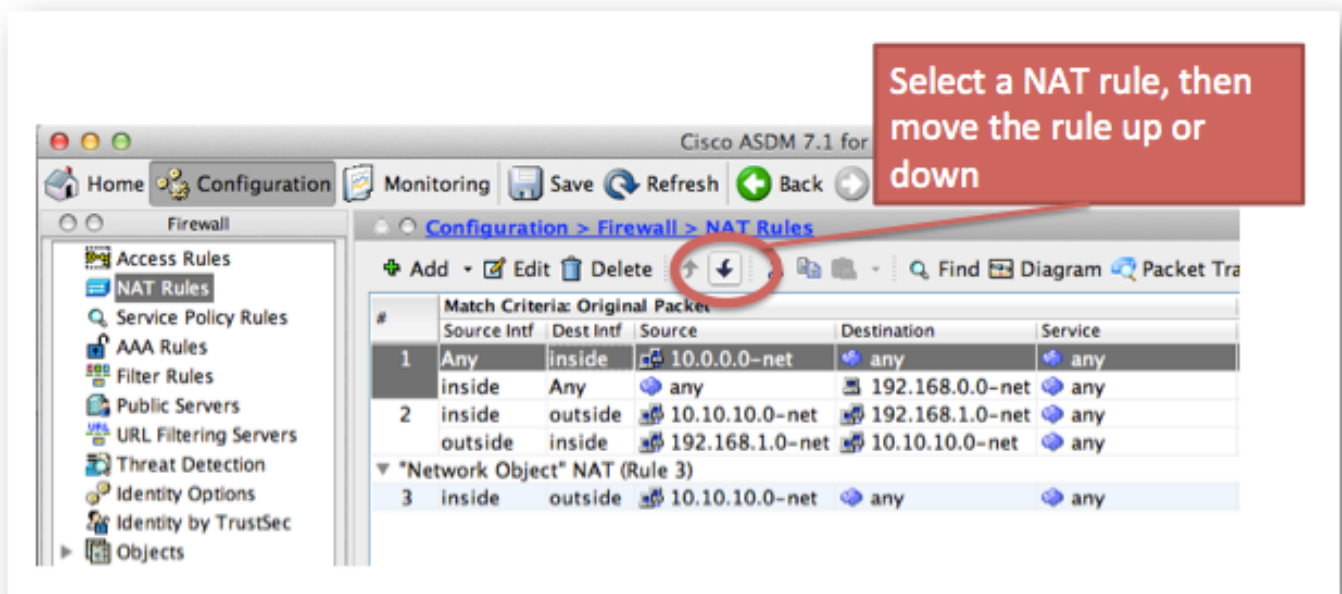 Select a NAT rule, then
move the rule up or
down
Cisco ASDM 7.1 for
Home Configuration Monitoring Save Refresh Back
Firewall
Access Rules
NAT Rules
Service Policy Rules
AAA Rules
Filter Rules
Public Servers
URL Filtering Servers
Threat Detection
Identity Options
Identity by TrustSec
Objects
Configuration > Firewall > NAT Rules
Add Edit Delete Find Diagram Packet Tra
# Match Criteria: Original Packet
Source Intf Dest Intf Source Destination Service
1 Any inside 10.0.0.0-net any any
inside Any any 192.168.0.0-net any
2 inside outside 10.10.10.0-net 192.168.1.0-net any
outside inside 192.168.1.0-net 10.10.10.0-net any
"Network Object" NAT (Rule 3)
3 inside outside 10.10.10.0-net any any